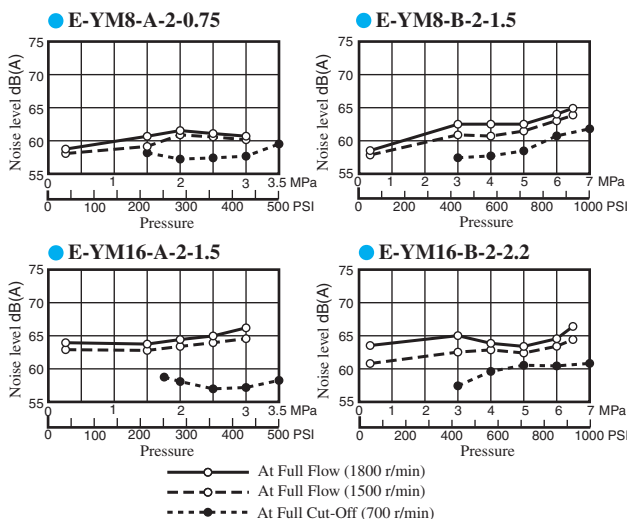 E-YM8-A-2-0.75
Noise level dB(A)
75
70
65
60
55
0 1 2 3 3.5 MPa
0 100 200 300 400 500 PSI
Pressure
E-YM8-B-2-1.5
Noise level dB(A)
75
70
65
60
55
0 1 2 3 4 5 6 7 MPa
0 200 400 600 800 1000 PSI
Pressure
E-YM16-A-2-1.5
Noise level dB(A)
75
70
65
60
55
0 1 2 3 3.5 MPa
0 100 200 300 400 500 PSI
Pressure
E-YM16-B-2-2.2
Noise level dB(A)
75
70
65
60
55
0 1 2 3 4 5 6 7 MPa
0 200 400 600 800 1000 PSI
Pressure
At Full Flow (1800 r/min)
At Full Flow (1500 r/min)
At Full Cut-Off (700 r/min)